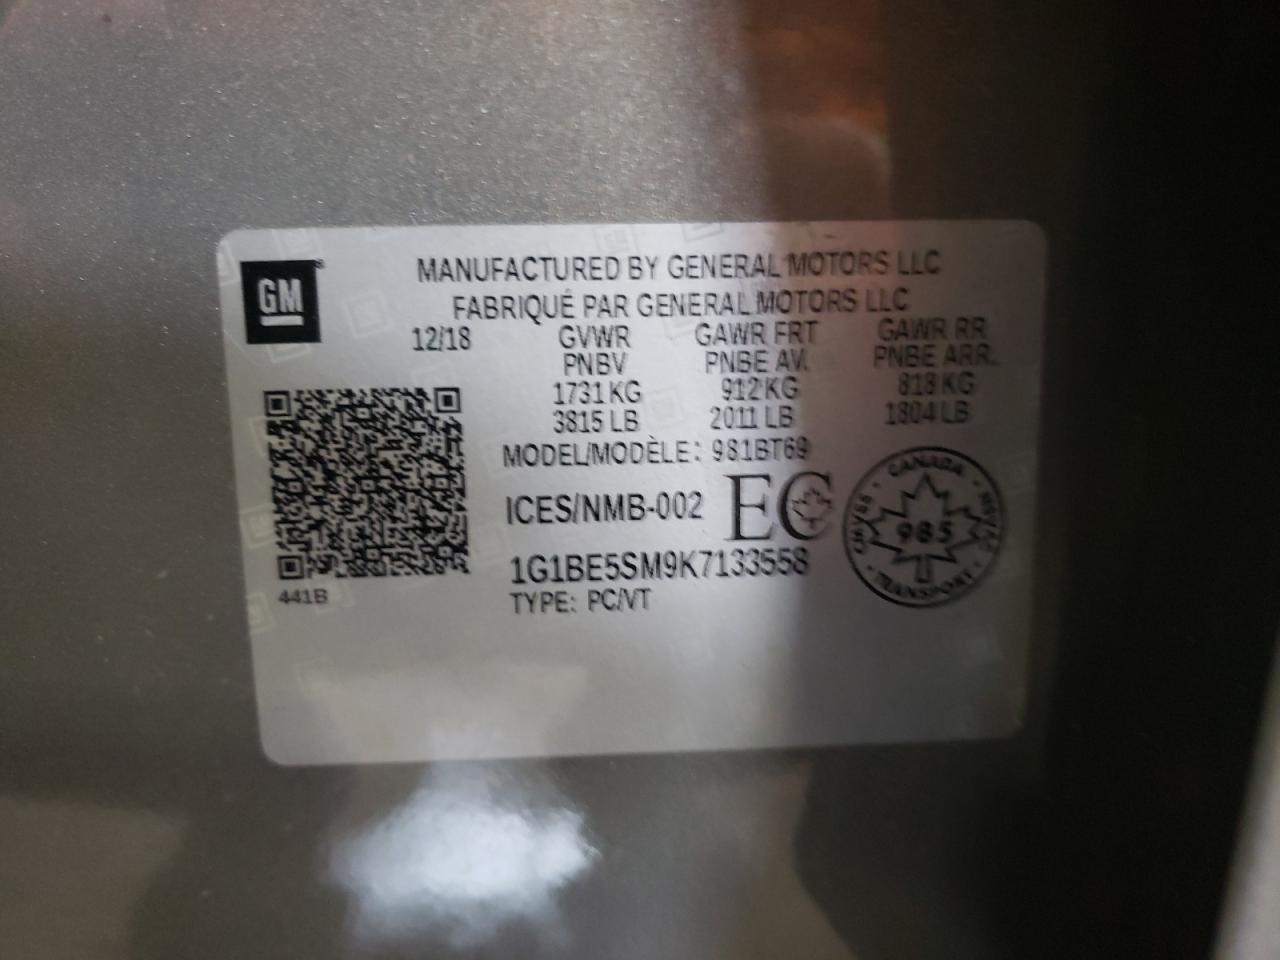 GM
MANUFACTURED BY GENERAL MOTORS LLC
FABRIQUÉ PAR GENERAL MOTORS LLC
12/18 GVWR GAWR FRT GAWR RR
PNBV PNBE AV. PNBE ARR.
1731 KG 912 KG 818 KG
3815 LB 2011 LB 1804 LB
MODEL/MODÈLE: 981BT69
ICES/NMB-002 EC
1G1BE5SM9K7133558
TYPE: PC/VT
441B
CANADA
985
TRANSPORT